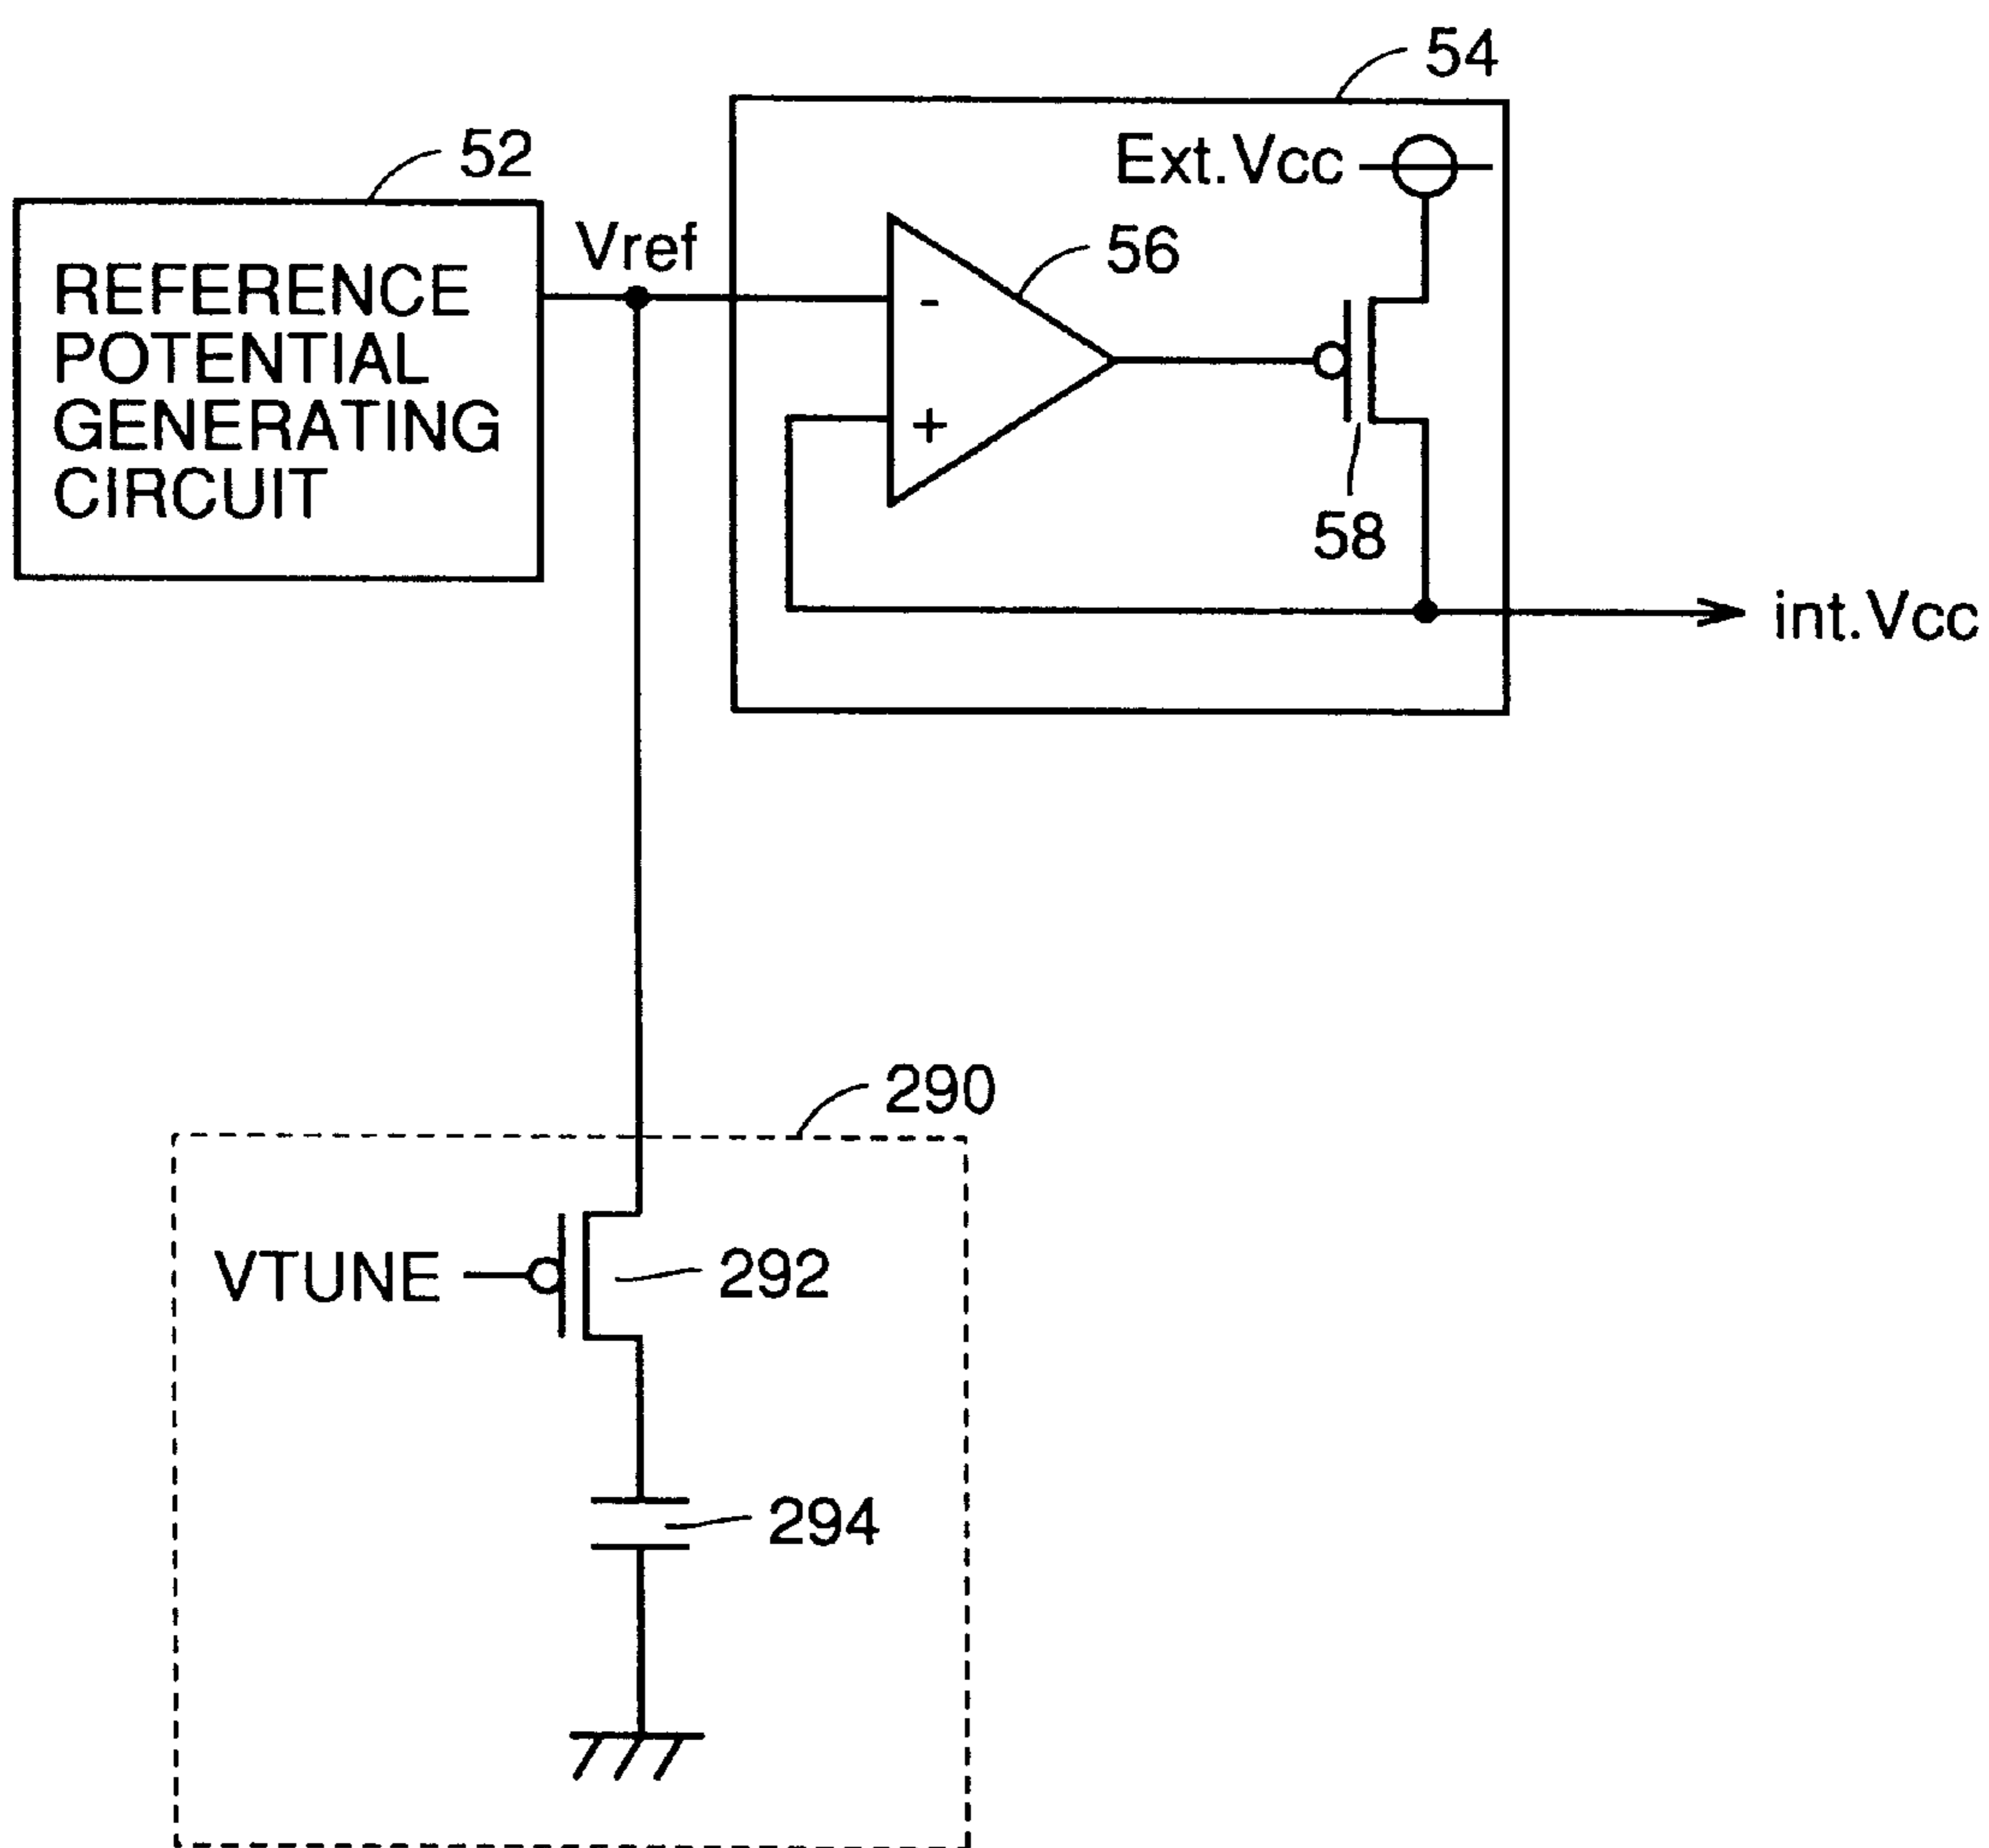 54
Ext.Vcc
52
Vref
56
REFERENCE
POTENTIAL
GENERATING
CIRCUIT
-
+
58
int.Vcc
290
VTUNE
292
294